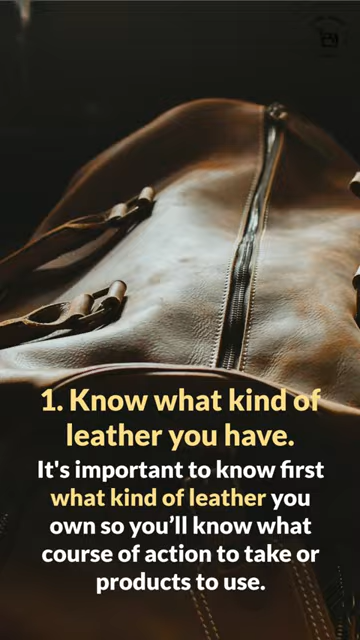 1. Know what kind of
leather you have.
It's important to know first
what kind of leather you
own so you’ll know what
course of action to take or
products to use.